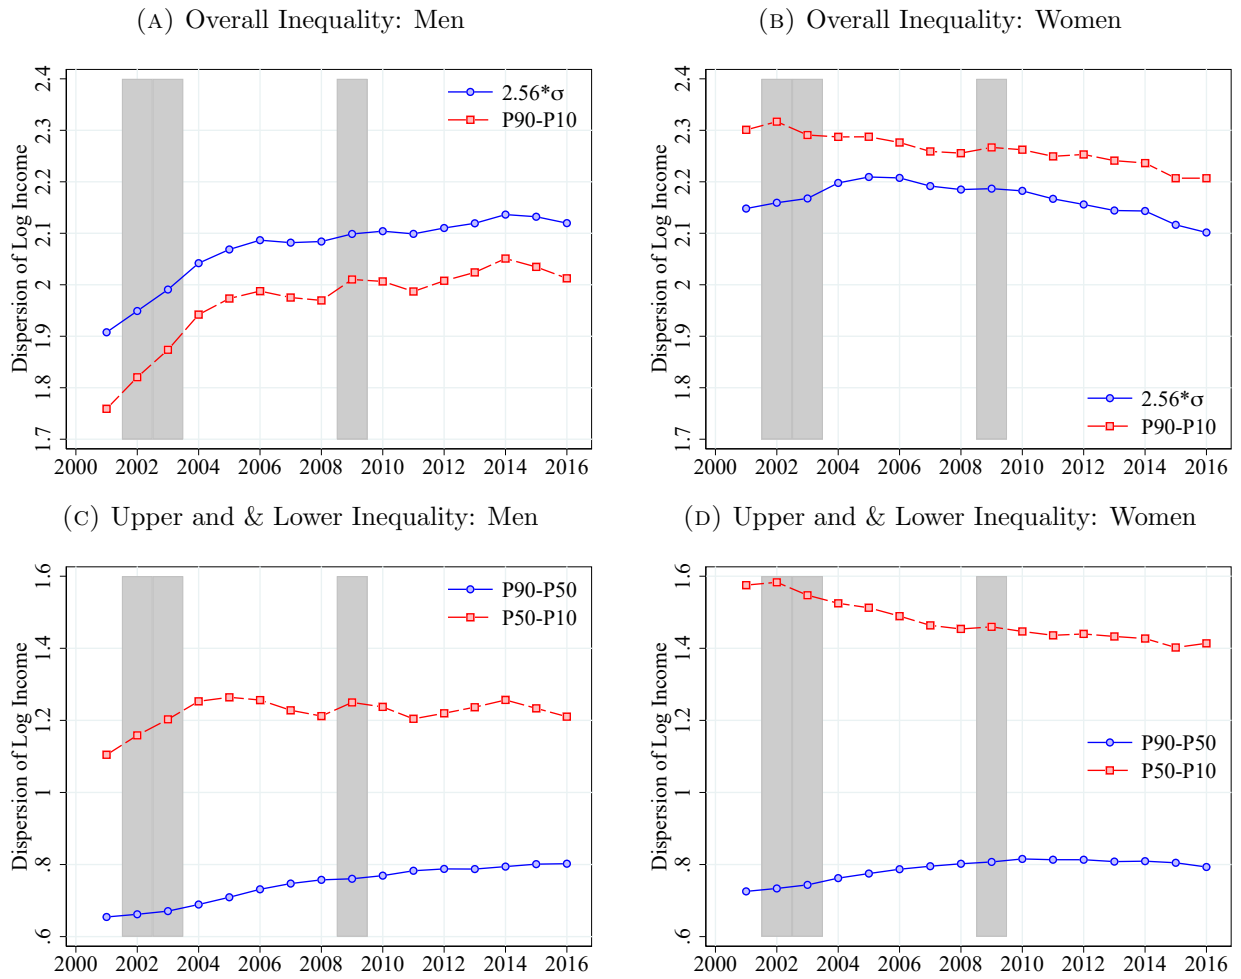 (A) Overall Inequality: Men
Dispersion of Log Income
2.4
2.3
2.2
2.1
2
1.9
1.8
1.7
2.56*σ
P90-P10
2000 2002 2004 2006 2008 2010 2012 2014 2016
(B) Overall Inequality: Women
Dispersion of Log Income
2.4
2.3
2.2
2.1
2
1.9
1.8
1.7
2.56*σ
P90-P10
2000 2002 2004 2006 2008 2010 2012 2014 2016
(C) Upper and & Lower Inequality: Men
Dispersion of Log Income
1.6
1.4
1.2
1
.8
.6
P90-P50
P50-P10
2000 2002 2004 2006 2008 2010 2012 2014 2016
(D) Upper and & Lower Inequality: Women
Dispersion of Log Income
1.6
1.4
1.2
1
.8
.6
P90-P50
P50-P10
2000 2002 2004 2006 2008 2010 2012 2014 2016